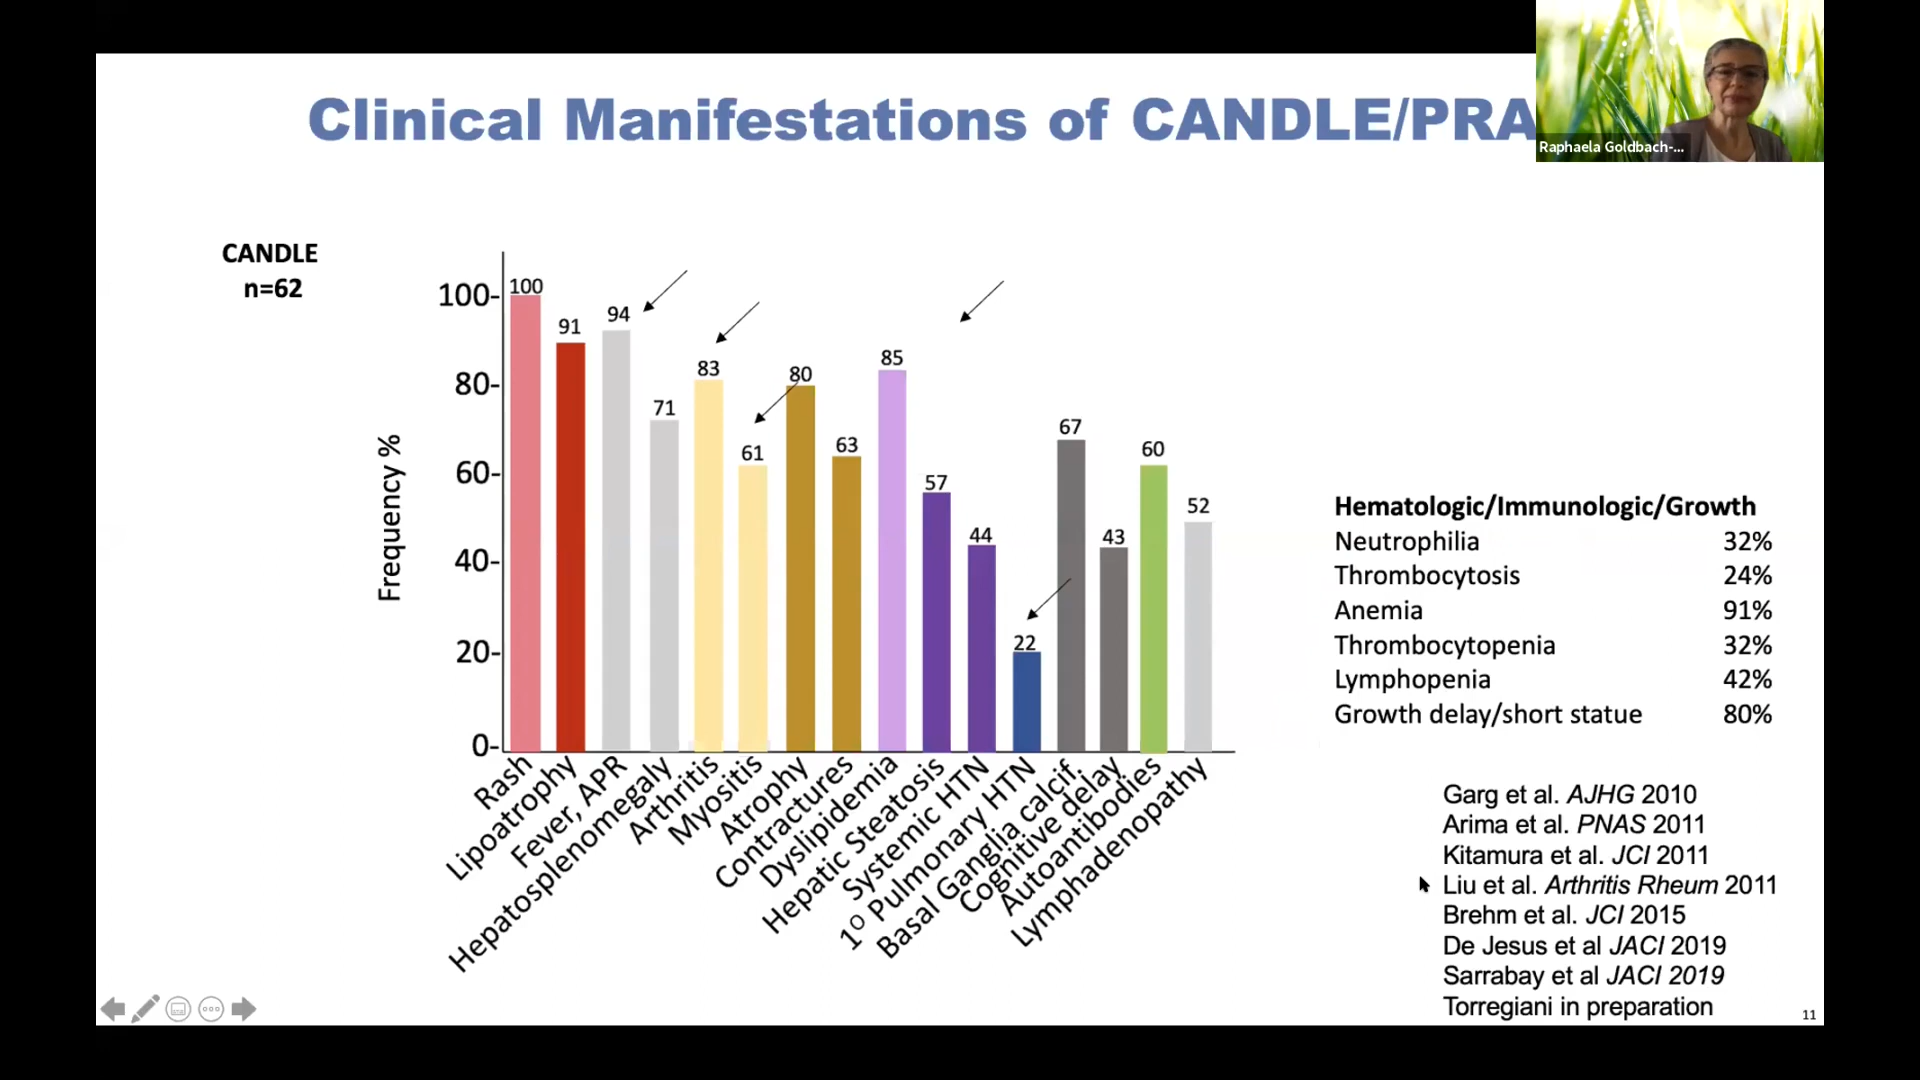 Clinical Manifestations of CANDLE/PRA
Raphaela Goldbach-...
CANDLE
n=62
Frequency %
100-
80-
60-
40-
20-
0-
100
91
94
71
83
61
80
63
85
57
44
22
67
43
60
52
Rash
Lipoatrophy
Fever, APR
Hepatosplenomegaly
Arthritis
Myositis
Atrophy
Contractures
Dyslipidemia
Hepatic Steatosis
Systemic HTN
1º Pulmonary HTN
Basal Ganglia calcif.
Cognitive delay
Autoantibodies
Lymphadenopathy
Hematologic/Immunologic/Growth
Neutrophilia 32%
Thrombocytosis 24%
Anemia 91%
Thrombocytopenia 32%
Lymphopenia 42%
Growth delay/short statue 80%
Garg et al. AJHG 2010
Arima et al. PNAS 2011
Kitamura et al. JCI 2011
Liu et al. Arthritis Rheum 2011
Brehm et al. JCI 2015
De Jesus et al JACI 2019
Sarrabay et al JACI 2019
Torregiani in preparation
11